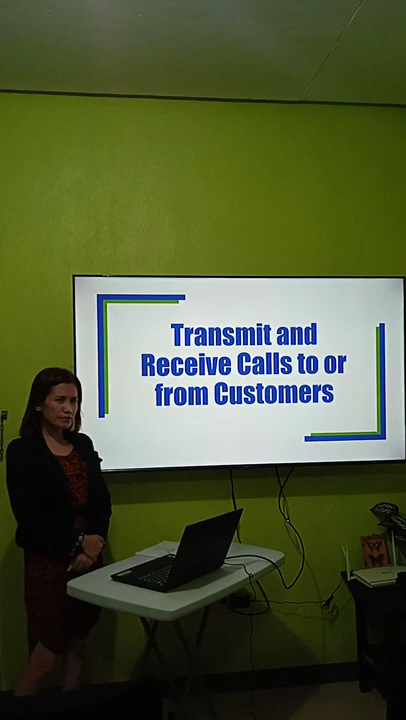 Transmit and
Receive Calls to or
from Customers